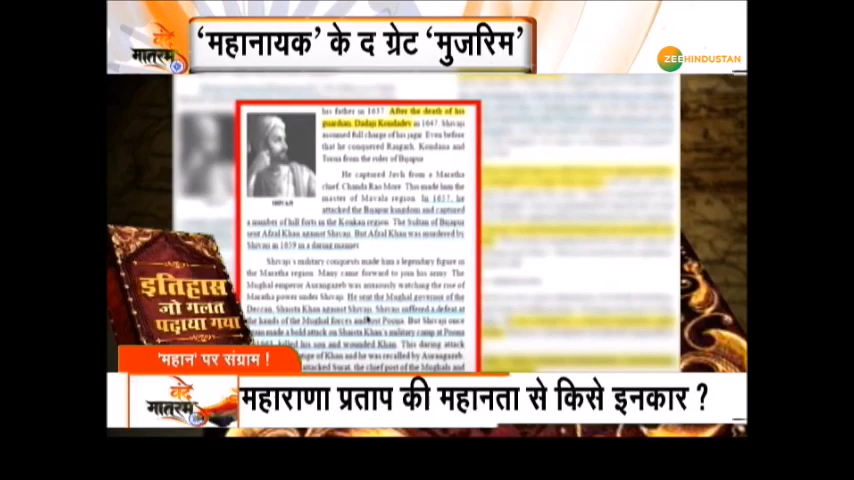 वंदे
मातरम्
'महानायक' के द ग्रेट 'मुजरिम'
ZEE HINDUSTAN
his father in 1637. After the death of his
guardian, Dadaji Kondadev in 1647, Shivaji
assumed full charge of his jagir. Even before
that he conquered Raigarh, Kondana and
Torna from the ruler of Bijapur
He captured Javli from a Maratha
chief, Chanda Rao More. This made him the
master of Mavala region. In 1657, he
attacked the Bijapur kingdom and captured
a number of hill forts in the Konkan region. The Sultan of Bijapur
sent Afzal Khan against Shivaji. But Afzal Khan was murdered by
Shivaji in 1659 in a daring manner
SHIVAJI
Shivaji's military conquests made him a legendary figure in
the Maratha region. Many came forward to join his army. The
Mughal emperor Aurangazeb was anxiously watching the rise of
Maratha power under Shivaji. He sent the Mughal governor of the
Deccan, Shaista Khan against Shivaji. Shivaji suffered a defeat at
the hands of the Mughal forces and lost Poona. But Shivaji once
again made a bold attack on Shaista Khan's military camp at Poona
killed his son and wounded Khan. This daring attack
of Khan and he was recalled by Aurangazeb.
attacked Surat, the chief port of the Mughals and
इतिहास
जो गलत
पढ़ाया गया
'महान' पर संग्राम !
वंदे
मातरम्
महाराणा प्रताप की महानता से किसे इनकार ?